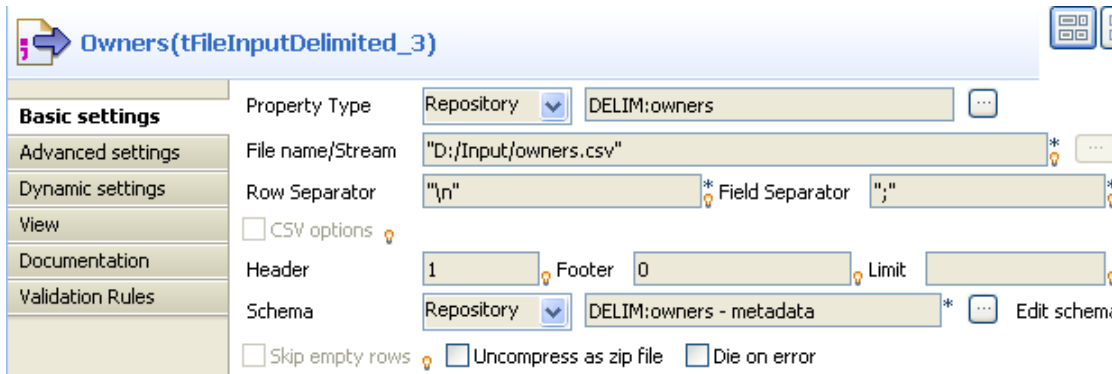 Owners(tFileInputDelimited_3)
Basic settings
Advanced settings
Dynamic settings
View
Documentation
Validation Rules
Property Type Repository DELIM:owners ...
File name/Stream "D:/Input/owners.csv" * ...
Row Separator "\n" * Field Separator ";" *
CSV options
Header 1 Footer 0 Limit
Schema Repository DELIM:owners - metadata * ... Edit schema
Skip empty rows Uncompress as zip file Die on error